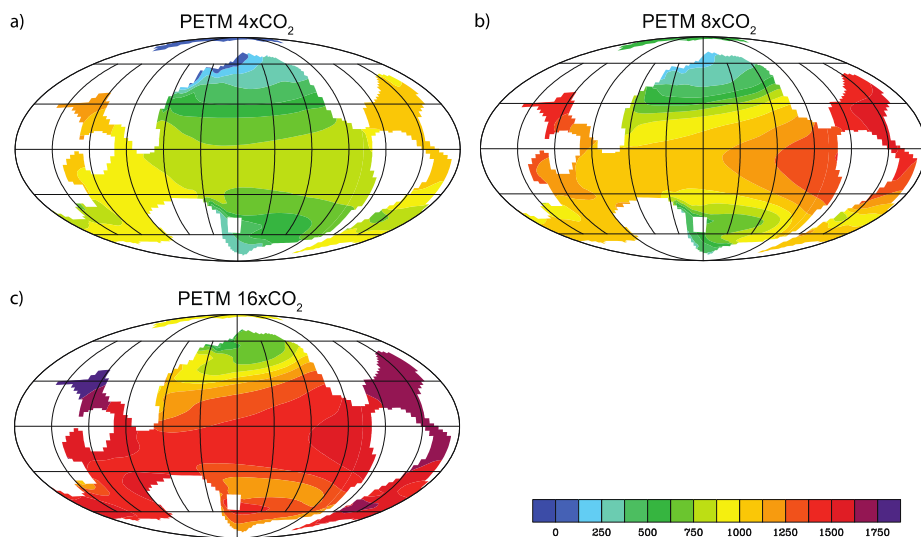 a)
PETM 4xCO₂
b)
PETM 8xCO₂
c)
PETM 16xCO₂
0 250 500 750 1000 1250 1500 1750